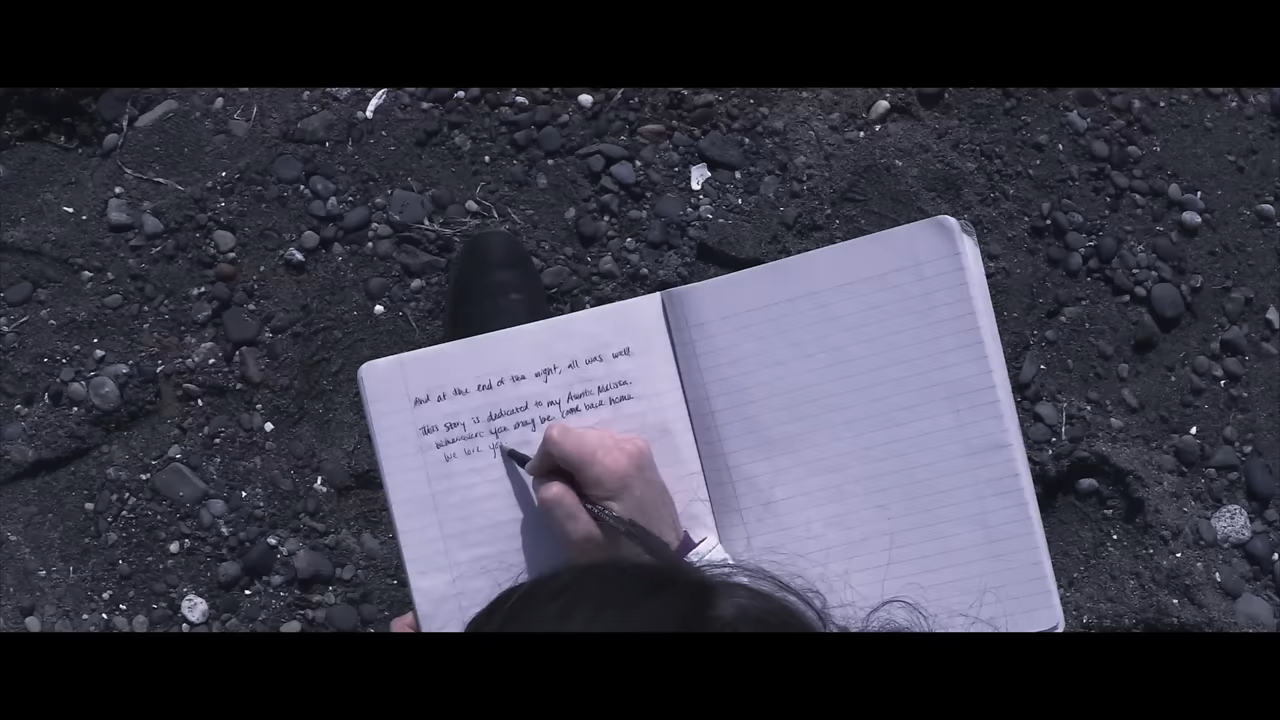 And at the end of the night, all was well
This story is dedicated to my Auntie Melissa.
you may be. come back home
We love you.